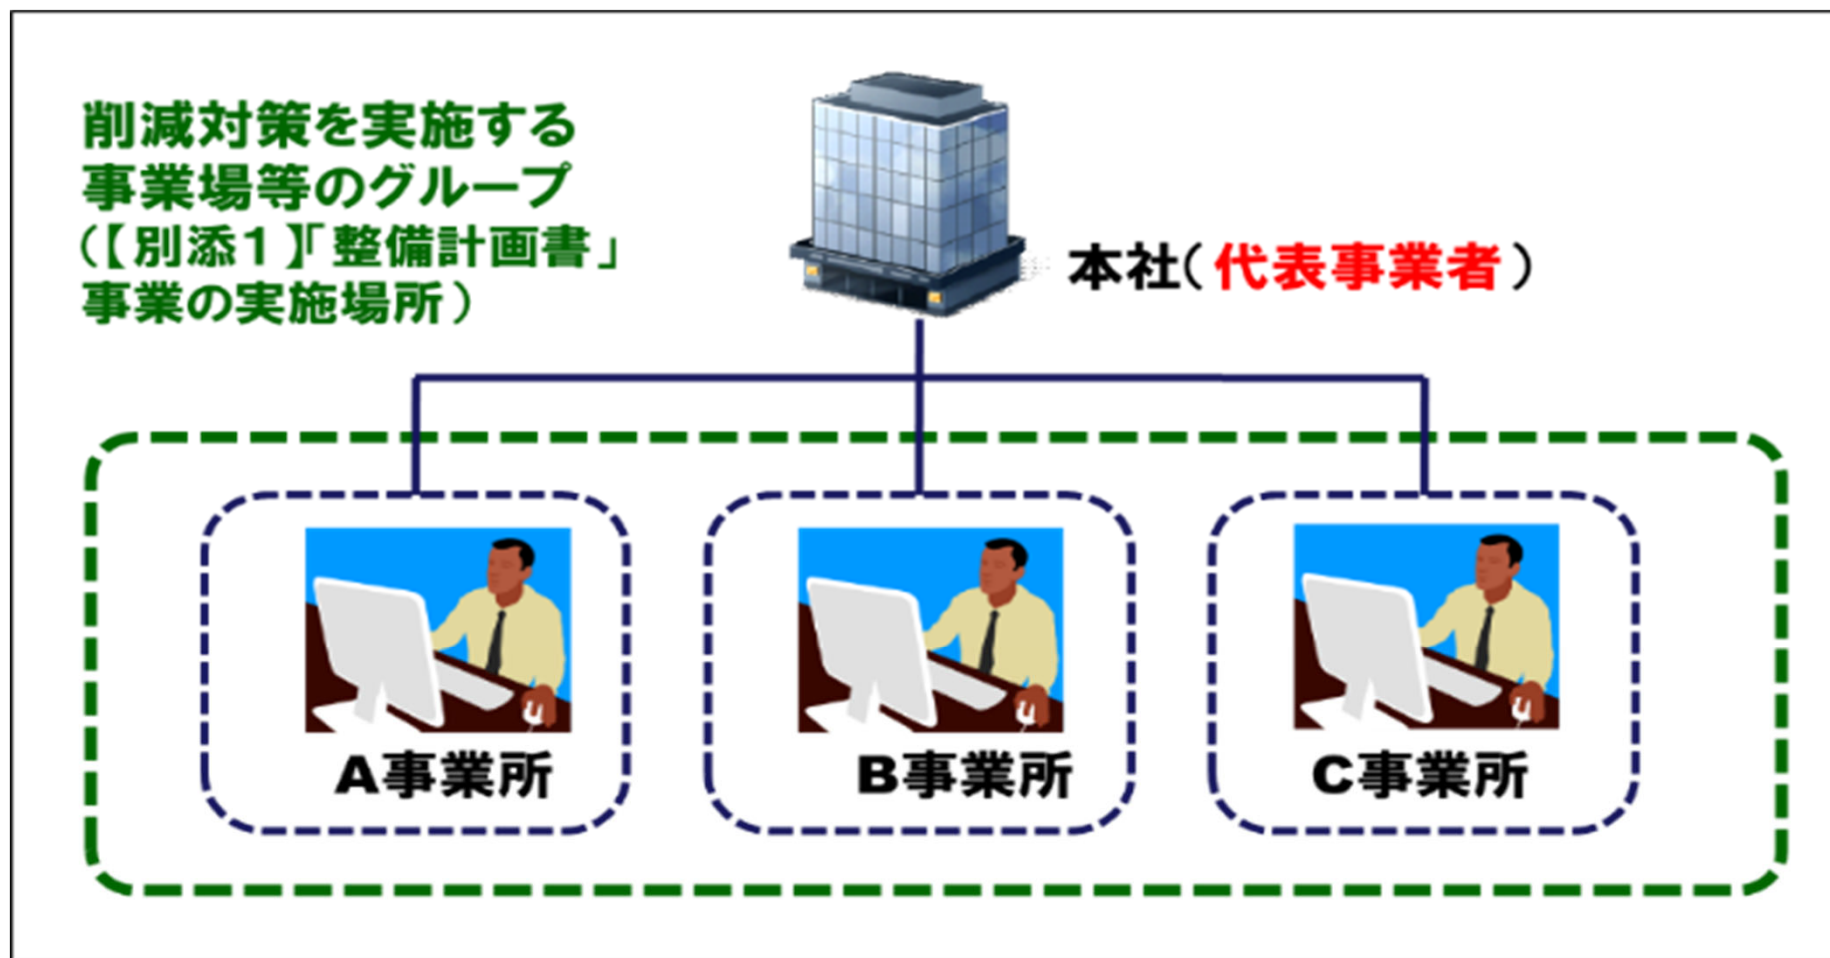 削減対策を実施する
事業場等のグループ
（【別添１】「整備計画書」
事業の実施場所）
本社（代表事業者）
A事業所
B事業所
C事業所